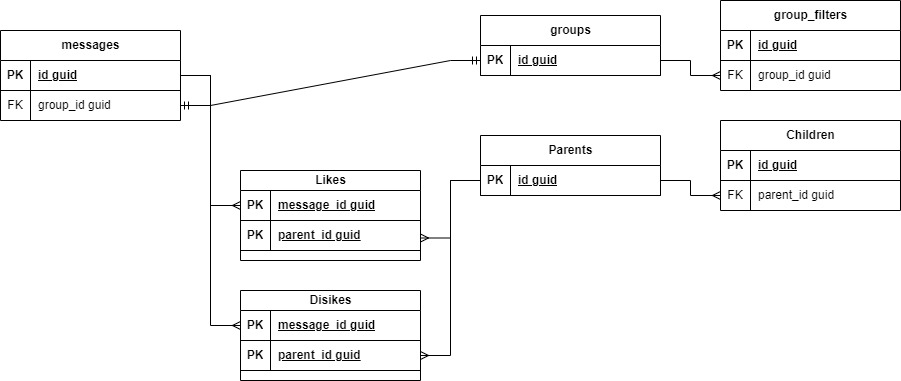 messages
PK id guid
FK group_id guid
groups
PK id guid
group_filters
PK id guid
FK group_id guid
Parents
PK id guid
Children
PK id guid
FK parent_id guid
Likes
PK message_id guid
PK parent_id guid
Disikes
PK message_id guid
PK parent_id guid